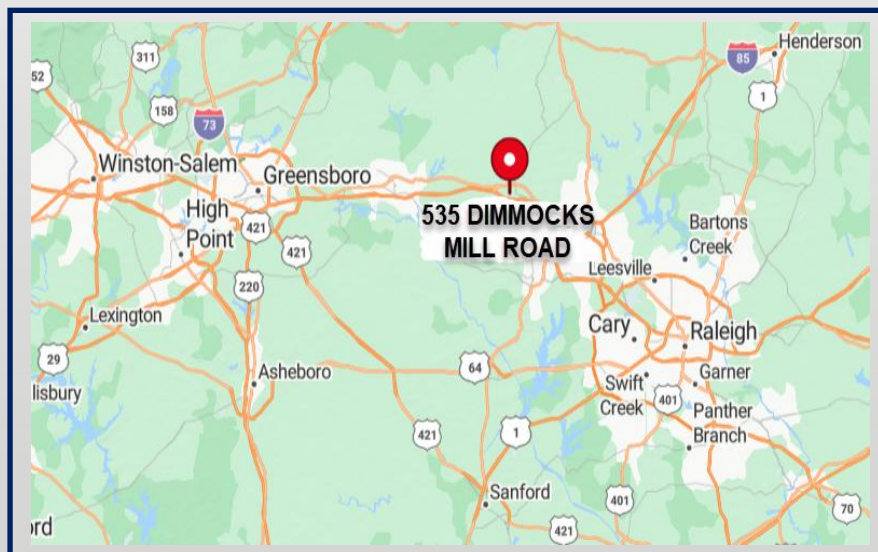 Henderson
311
85
52
1
158
73
Winston-Salem
Greensboro
535 DIMMOCKS
MILL ROAD
High
Point
421
421
Bartons
Creek
Leesville
220
Lexington
Cary
Raleigh
29
64
Asheboro
Swift
Creek
Garner
lisbury
401
Panther
Branch
421
1
Sanford
401
70
421
ord